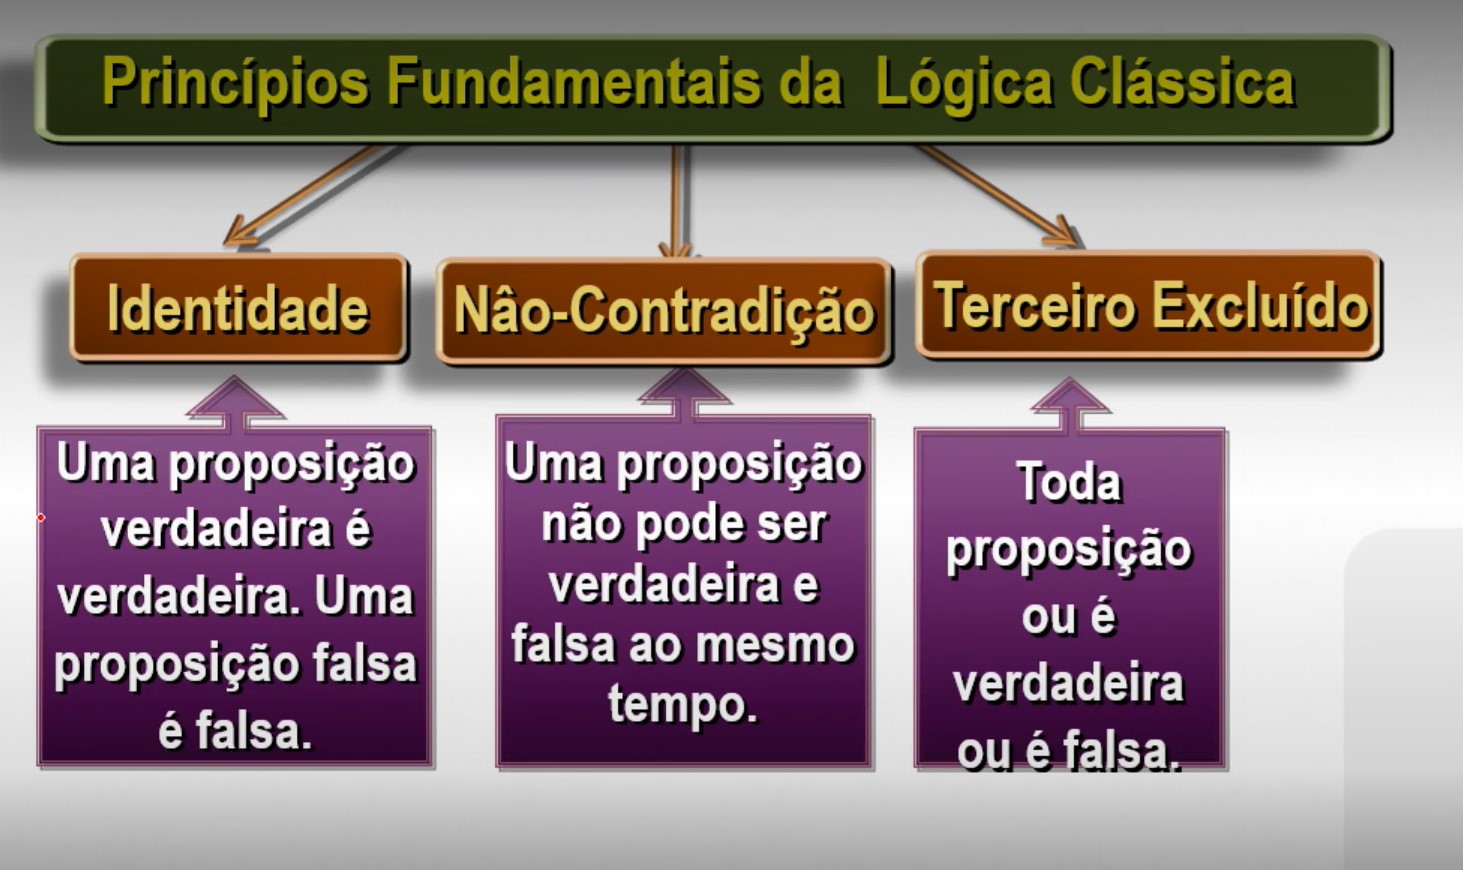 Princípios Fundamentais da Lógica Clássica
Identidade
Nâo-Contradição
Terceiro Excluído
Uma proposição
verdadeira é
verdadeira. Uma
proposição falsa
é falsa.
Uma proposição
não pode ser
verdadeira e
falsa ao mesmo
tempo.
Toda
proposição
ou é
verdadeira
ou é falsa.